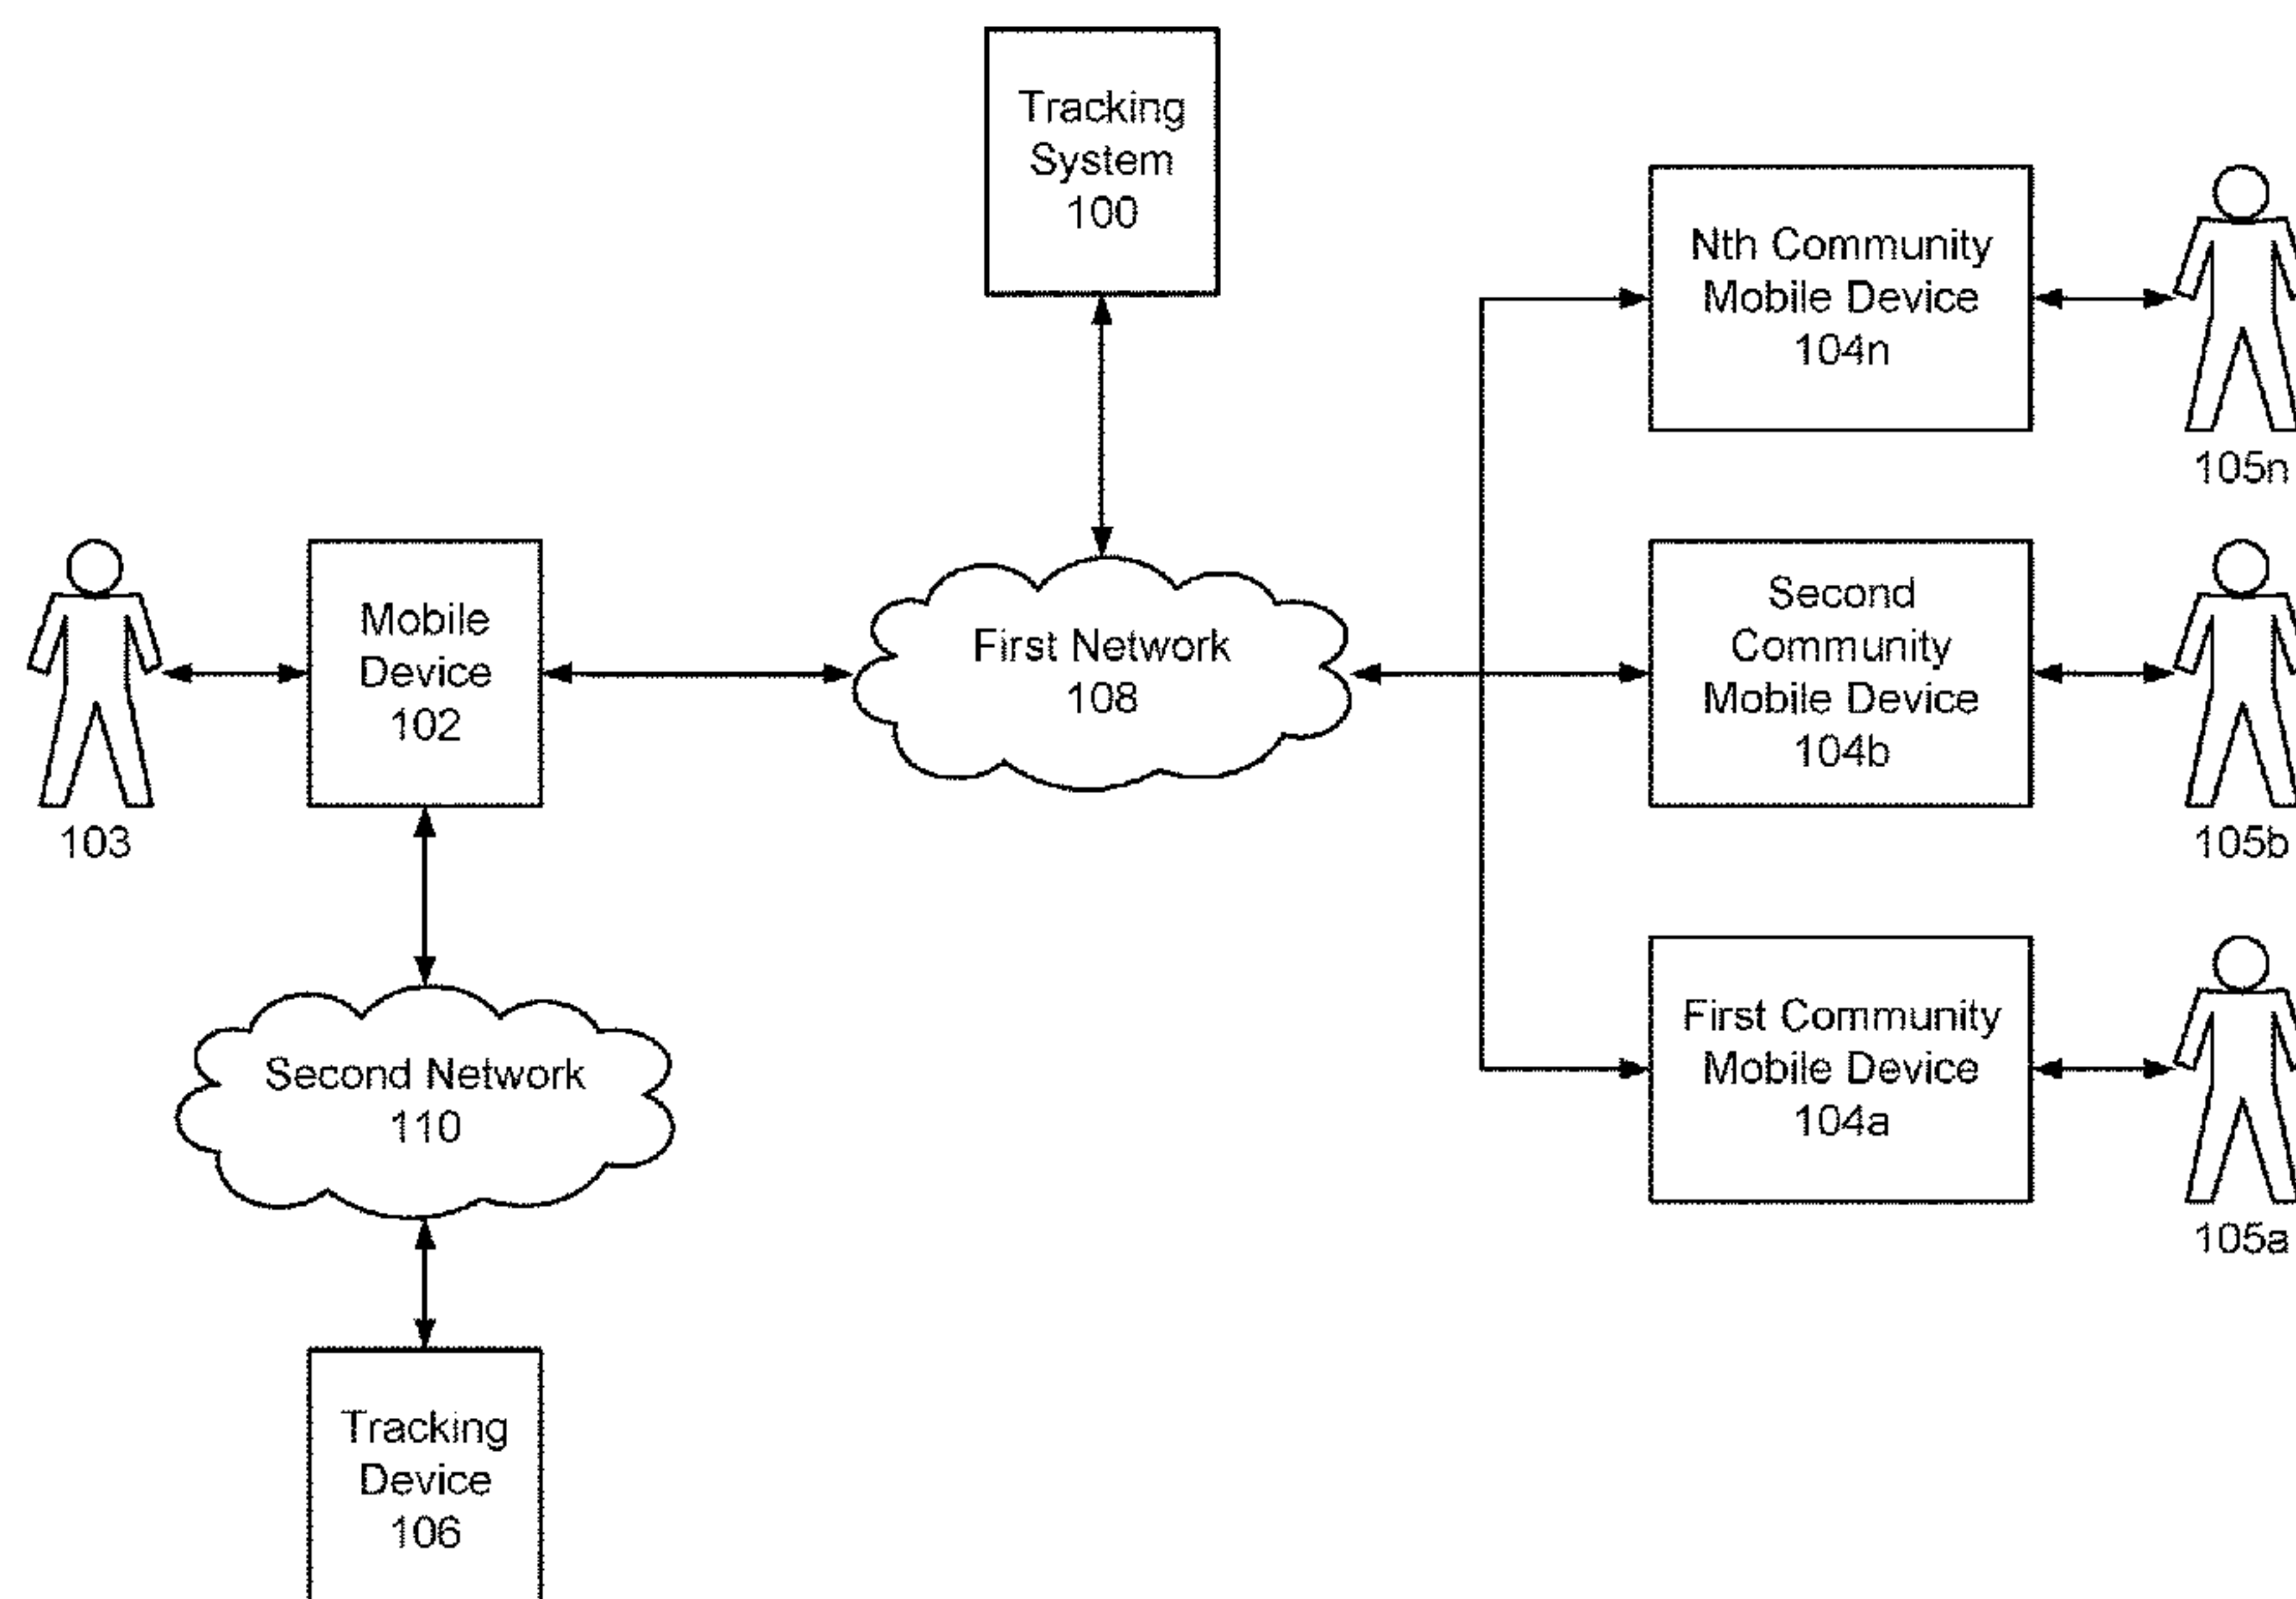 Tracking
System
100
Nth Community
Mobile Device
104n
105n
Mobile
Device
102
103
First Network
108
Second
Community
Mobile Device
104b
105b
Second Network
110
First Community
Mobile Device
104a
105a
Tracking
Device
106